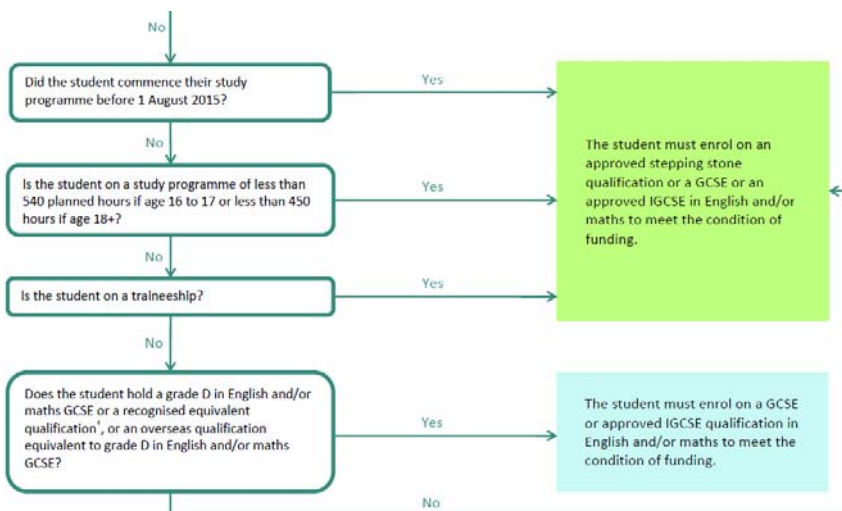 No
Did the student commence their study
programme before 1 August 2015?
Yes
No
Is the student on a study programme of less than
540 planned hours if age 16 to 17 or less than 450
hours if age 18+?
Yes
The student must enrol on an
approved stepping stone
qualification or a GCSE or an
approved IGCSE in English and/or
maths to meet the condition of
funding.
No
Is the student on a traineeship?
Yes
No
Does the student hold a grade D in English and/or
maths GCSE or a recognised equivalent
qualification', or an overseas qualification
equivalent to grade D in English and/or maths
GCSE?
Yes
The student must enrol on a GCSE
or approved IGCSE qualification in
English and/or maths to meet the
condition of funding.
No